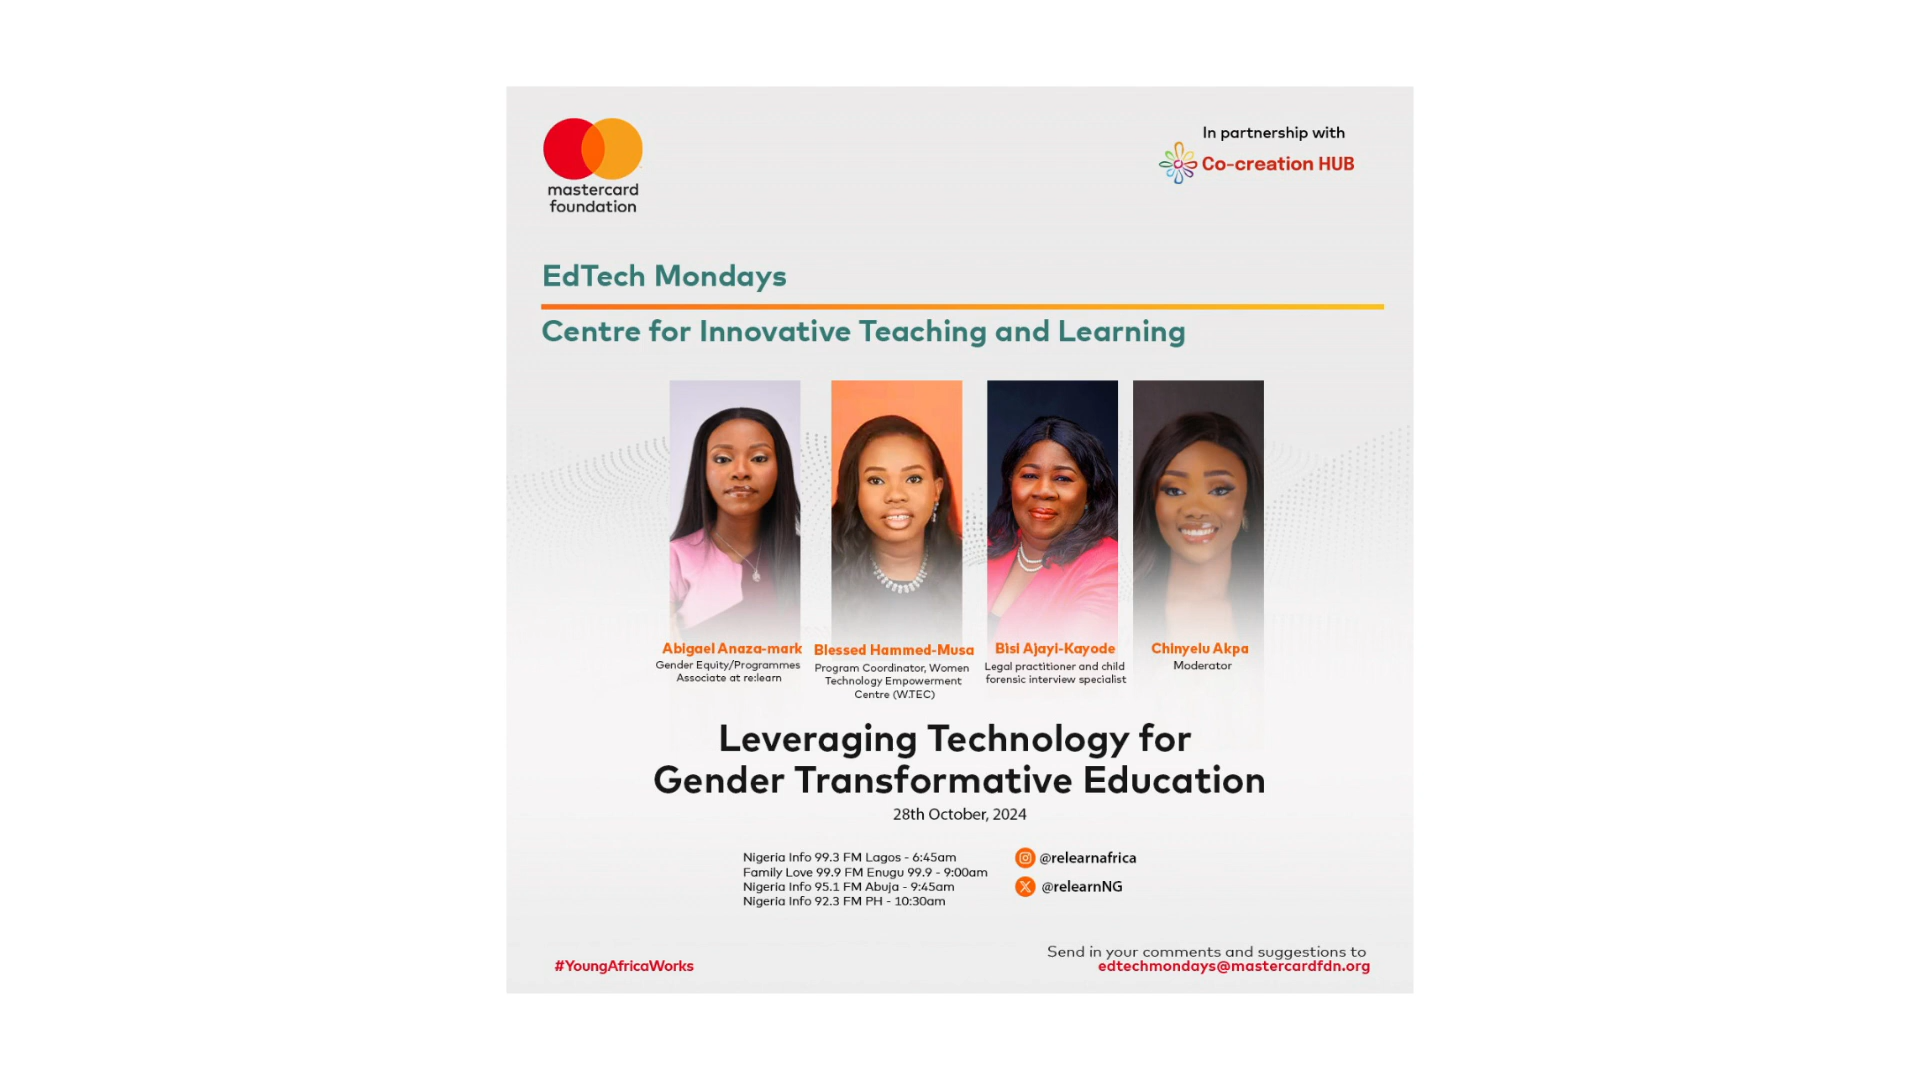 mastercard
foundation
In partnership with
Co-creation HUB
EdTech Mondays
Centre for Innovative Teaching and Learning
Abigael Anaza-mark
Gender Equity/Programmes
Associate at re:learn
Blessed Hammed-Musa
Program Coordinator, Women
Technology Empowerment
Centre (W.TEC)
Bisi Ajayi-Kayode
Legal practitioner and child
forensic interview specialist
Chinyelu Akpa
Moderator
Leveraging Technology for
Gender Transformative Education
28th October, 2024
Nigeria Info 99.3 FM Lagos - 6:45am
Family Love 99.9 FM Enugu 99.9 - 9:00am
Nigeria Info 95.1 FM Abuja - 9:45am
Nigeria Info 92.3 FM PH - 10:30am
@relearnafrica
@relearnNG
#YoungAfricaWorks
Send in your comments and suggestions to
edtechmondays@mastercardfdn.org